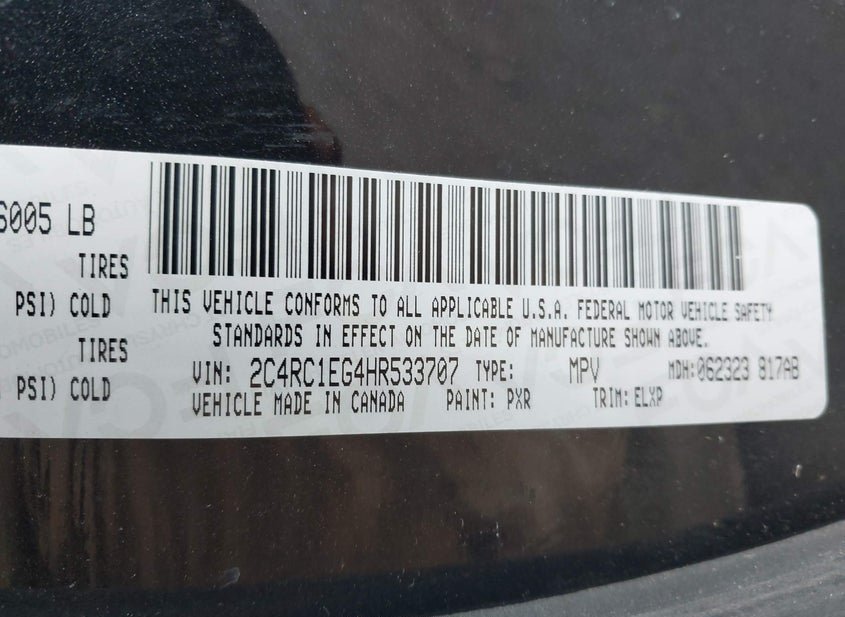 6005 LB
TIRES
PSI) COLD
THIS VEHICLE CONFORMS TO ALL APPLICABLE U.S.A. FEDERAL MOTOR VEHICLE SAFETY
STANDARDS IN EFFECT ON THE DATE OF MANUFACTURE SHOWN ABOVE.
TIRES
VIN: 2C4RC1EG4HR533707 TYPE: MPV MDH: 062323 817AB
PSI) COLD
VEHICLE MADE IN CANADA PAINT: PXR TRIM: ELXP